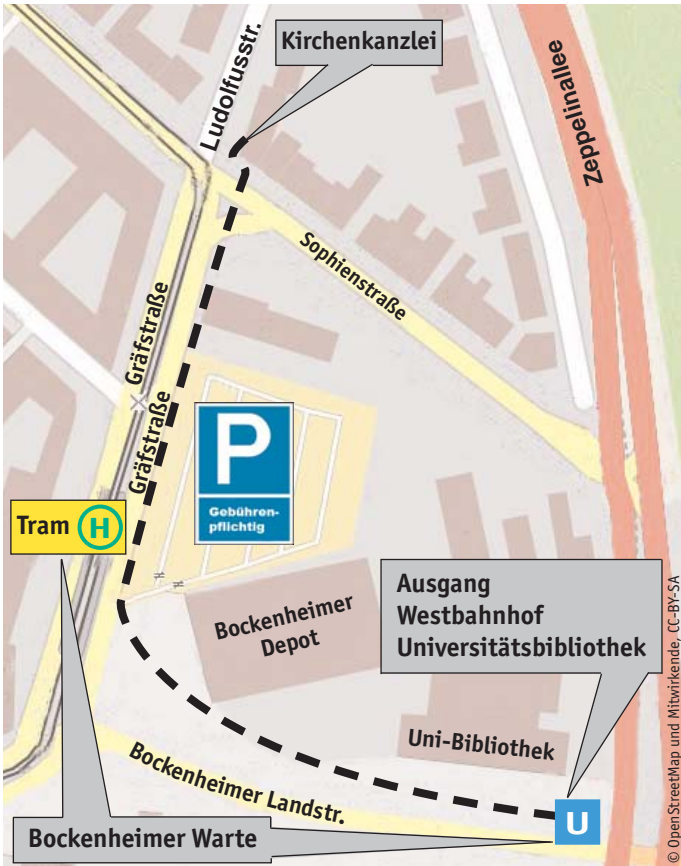 Kirchenkanzlei
Ludolfusstr.
Zeppelinallee
Sophienstraße
Gräfstraße
Gräfstraße
P
Gebühren-
pflichtig
Tram H
Ausgang
Westbahnhof
Universitätsbibliothek
Bockenheimer
Depot
Uni-Bibliothek
Bockenheimer Landstr.
U
Bockenheimer Warte
© OpenStreetMap und Mitwirkende, CC-BY-SA